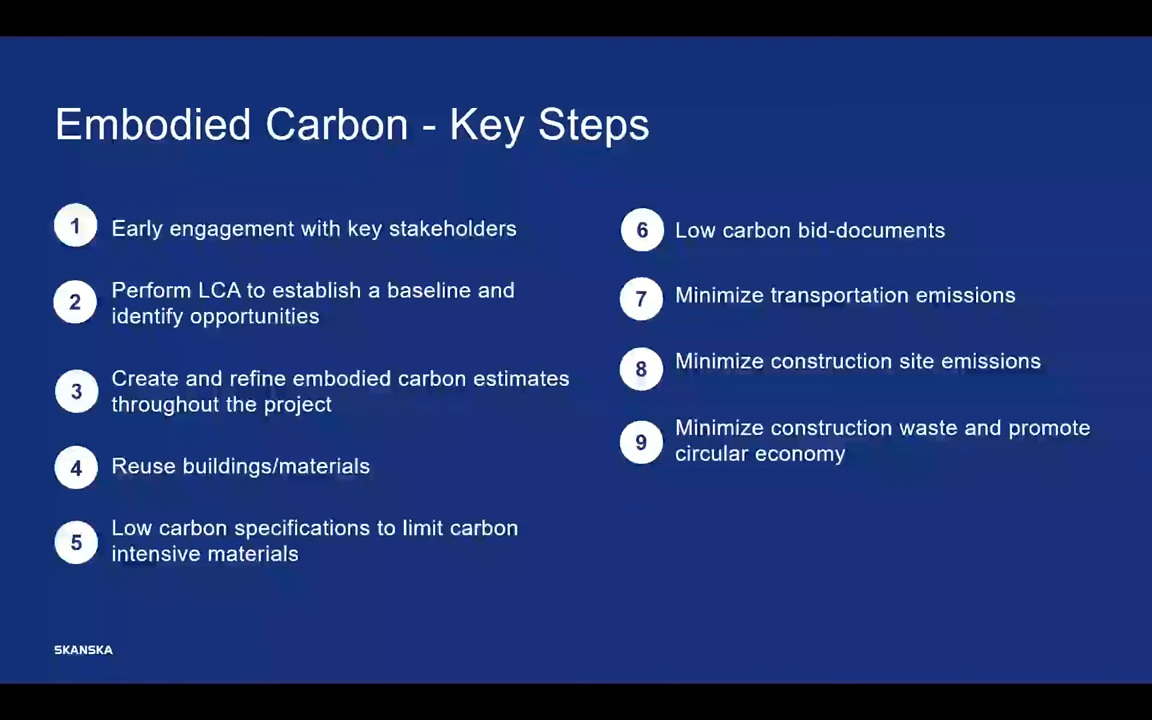 Embodied Carbon - Key Steps
1 Early engagement with key stakeholders
2 Perform LCA to establish a baseline and
identify opportunities
3 Create and refine embodied carbon estimates
throughout the project
4 Reuse buildings/materials
5 Low carbon specifications to limit carbon
intensive materials
6 Low carbon bid-documents
7 Minimize transportation emissions
8 Minimize construction site emissions
9 Minimize construction waste and promote
circular economy
SKANSKA